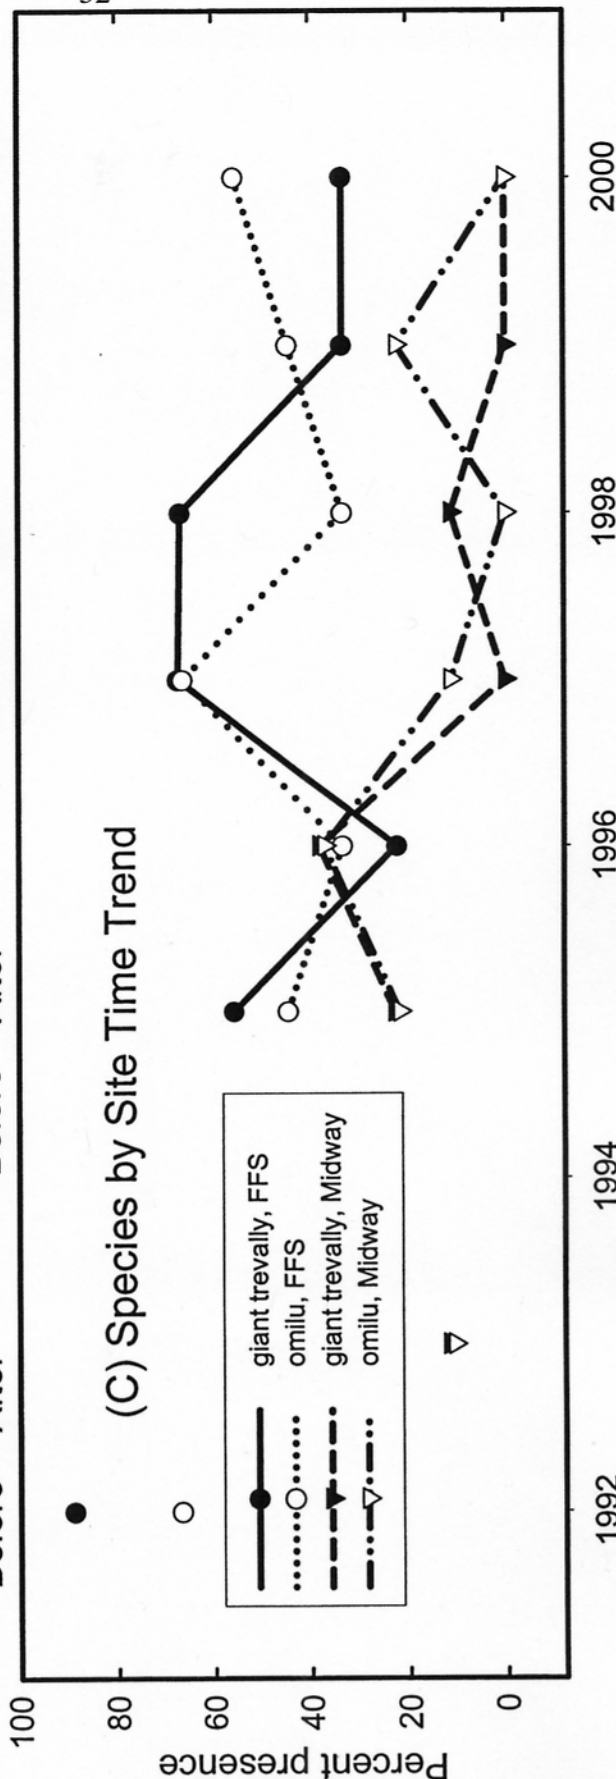 (C) Species by Site Time Trend
100
80
60
40
20
0
Percent presence
giant trevally, FFS
omilu, FFS
giant trevally, Midway
omilu, Midway
1992
1994
1996
1998
2000